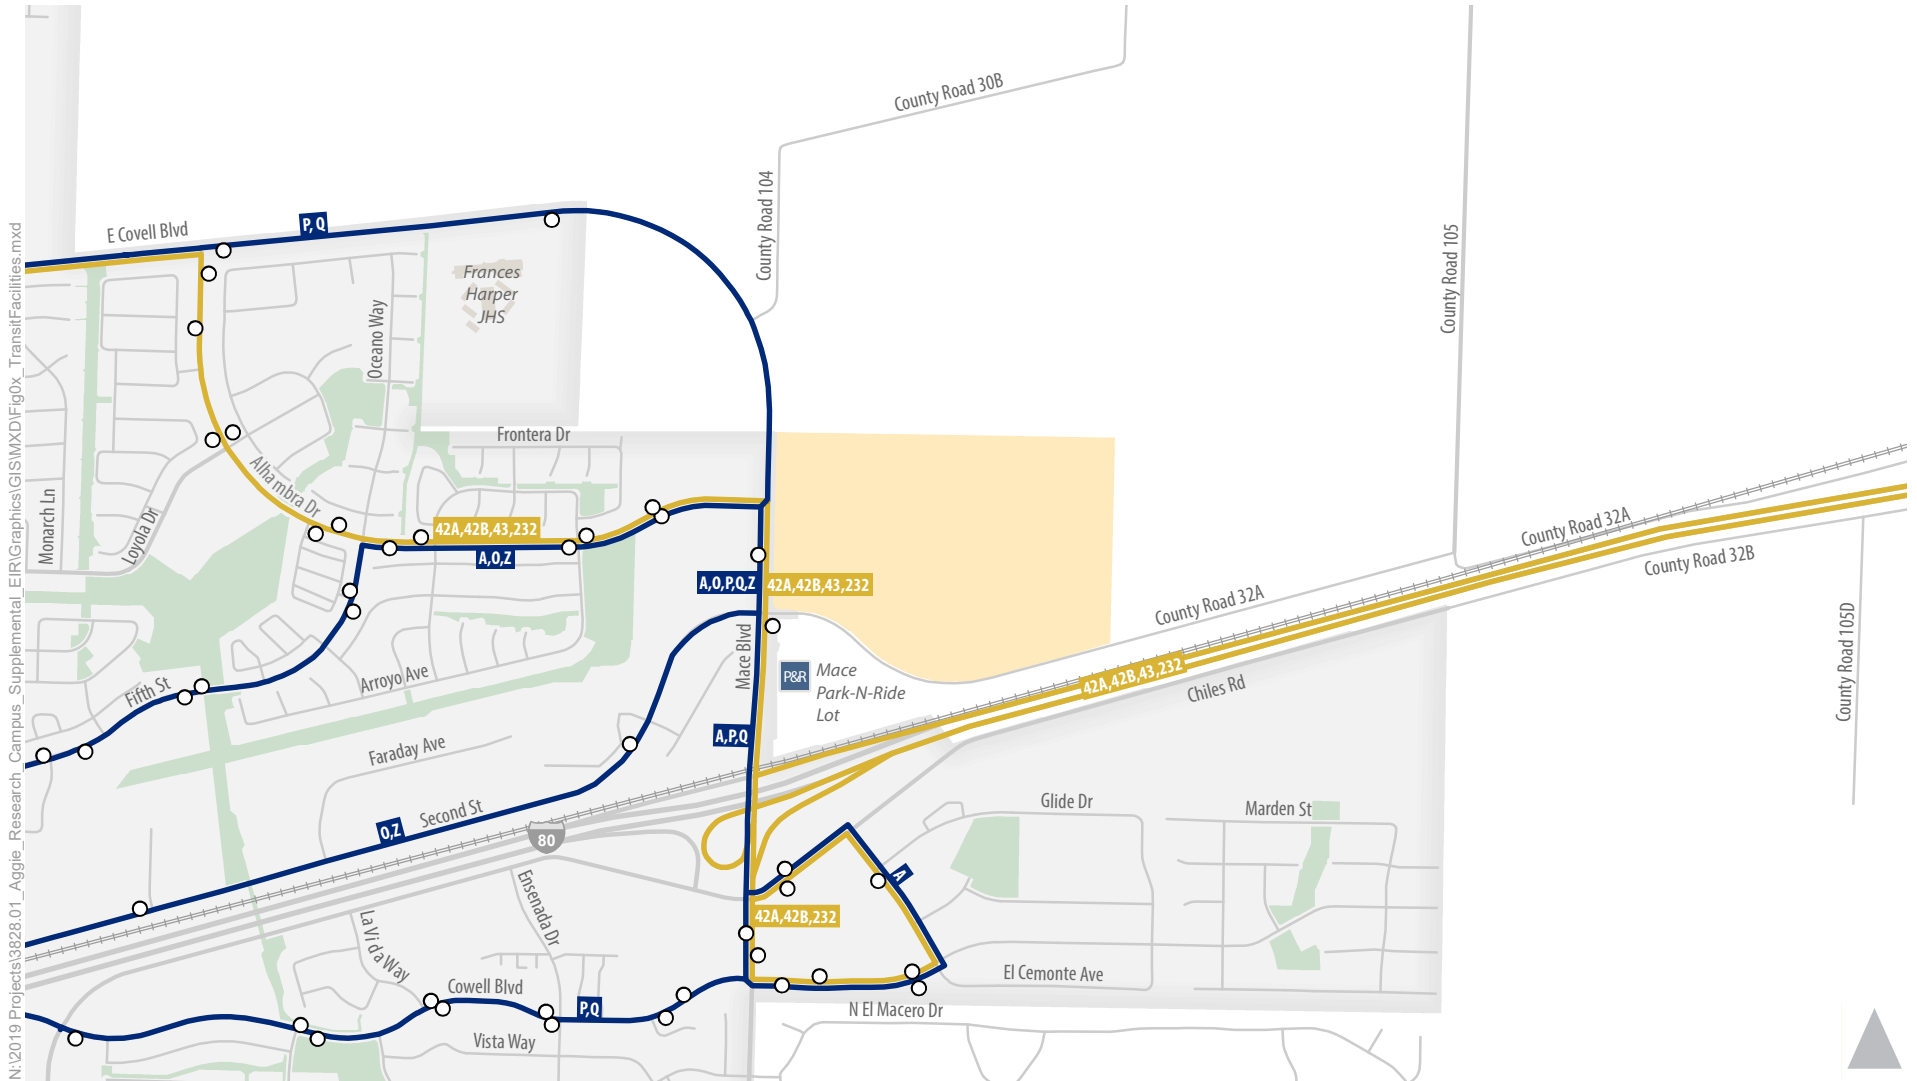 N:\2019 Projects\3828.01_Aggie_Research_Campus_Supplemental_EIR\Graphics\GIS\MXD\Fig0x_TransitFacilities.mxd
County Road 30B
County Road 104
County Road 105
E Covell Blvd
P, Q
Frances
Harper
JHS
Oceano Way
Frontera Dr
Alhambra Dr
Monarch Ln
Loyola Dr
42A,42B,43,232
A,O,Z
A,O,P,Q,Z
42A,42B,43,232
County Road 32A
County Road 32B
County Road 32A
County Road 105D
Mace Blvd
P&R
Mace
Park-N-Ride
Lot
42A,42B,43,232
Chiles Rd
Fifth St
Arroyo Ave
A,P,Q
Faraday Ave
Second St
O,Z
80
Glide Dr
Marden St
A
42A,42B,232
Ensenada Dr
La Vida Way
Cowell Blvd
P,Q
El Cemonte Ave
N El Macero Dr
Vista Way